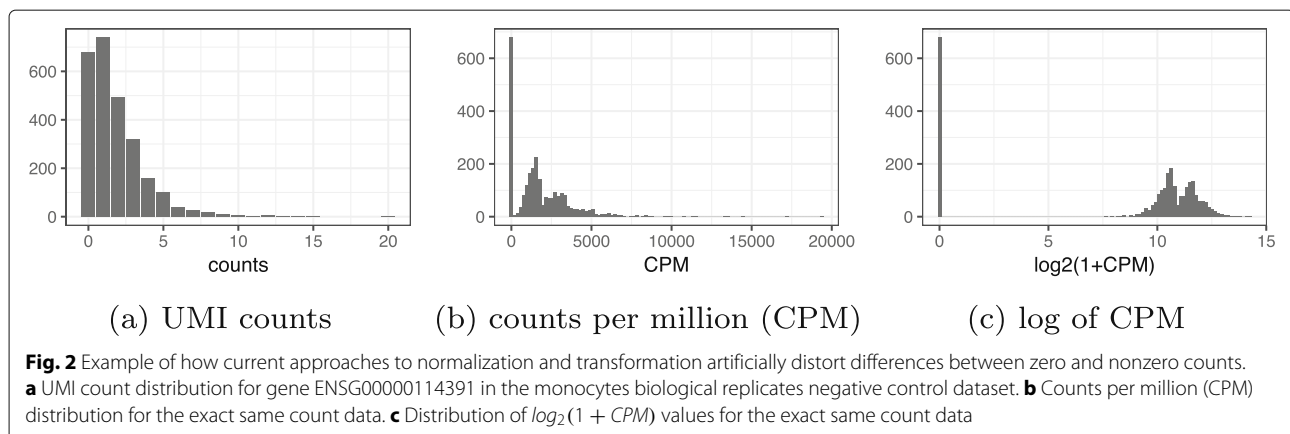 600
400
200
0
0 5 10 15 20
counts
600
400
200
0
0 5000 10000 15000 20000
CPM
600
400
200
0
0 5 10 15
log2(1+CPM)
(a) UMI counts
(b) counts per million (CPM)
(c) log of CPM
Fig. 2 Example of how current approaches to normalization and transformation artificially distort differences between zero and nonzero counts.
a UMI count distribution for gene ENSG00000114391 in the monocytes biological replicates negative control dataset. b Counts per million (CPM)
distribution for the exact same count data. c Distribution of log₂(1 + CPM) values for the exact same count data